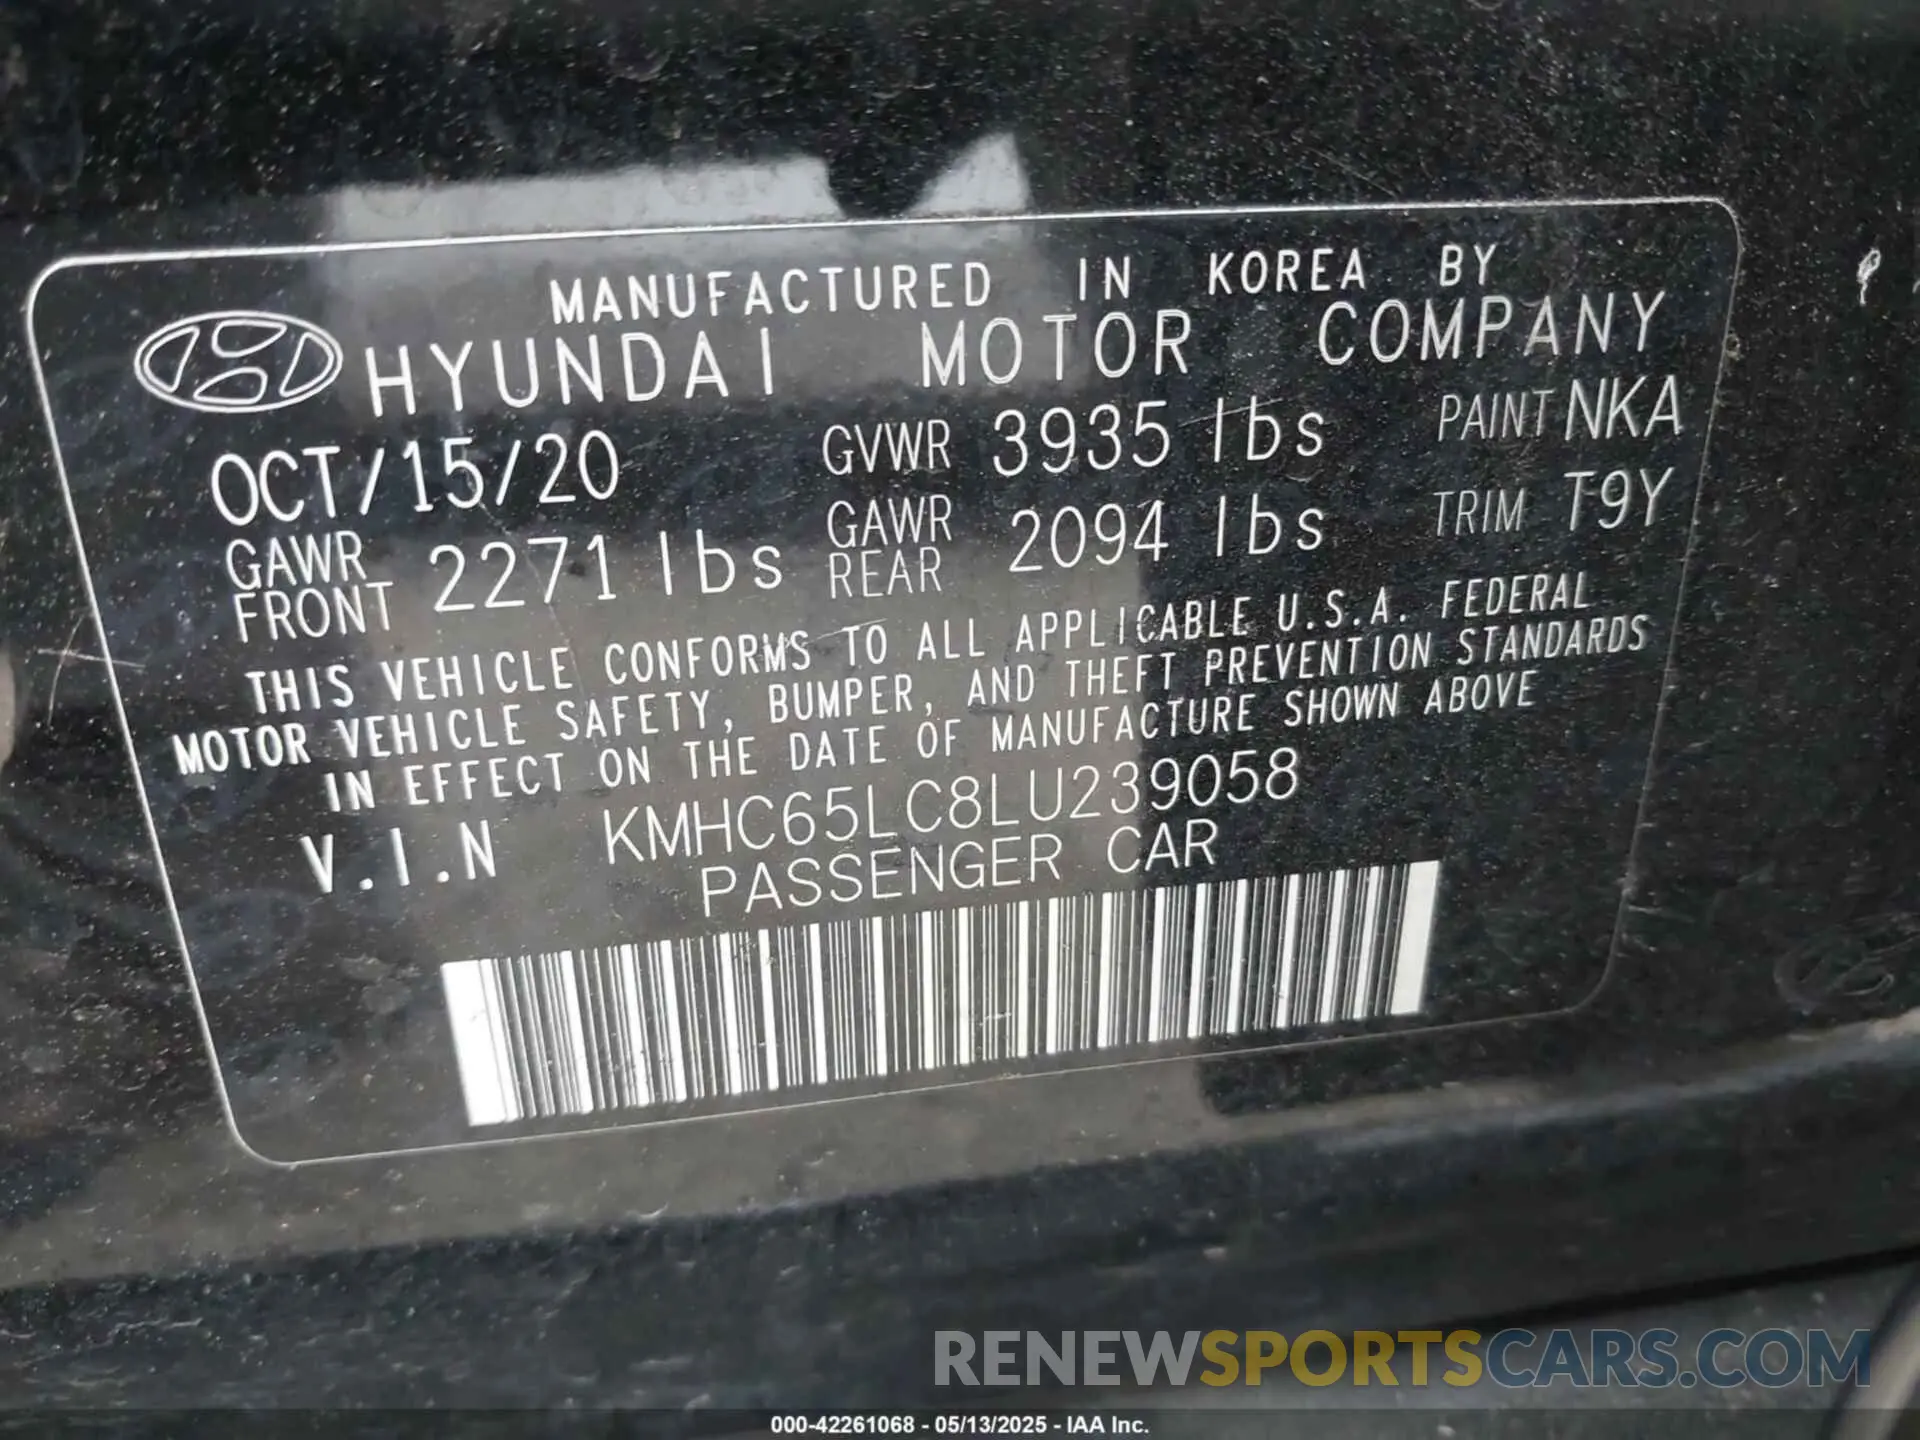 MANUFACTURED IN KOREA BY
HYUNDAI MOTOR COMPANY
OCT/15/20 GVWR 3935 lbs PAINT NKA
GAWR FRONT 2271 lbs GAWR REAR 2094 lbs TRIM T9Y
THIS VEHICLE CONFORMS TO ALL APPLICABLE U.S.A. FEDERAL
MOTOR VEHICLE SAFETY, BUMPER, AND THEFT PREVENTION STANDARDS
IN EFFECT ON THE DATE OF MANUFACTURE SHOWN ABOVE
V.I.N KMHC65LC8LU239058
PASSENGER CAR
RENEWSPORTSCARS.COM
000-42261068 - 05/13/2025 - IAA Inc.